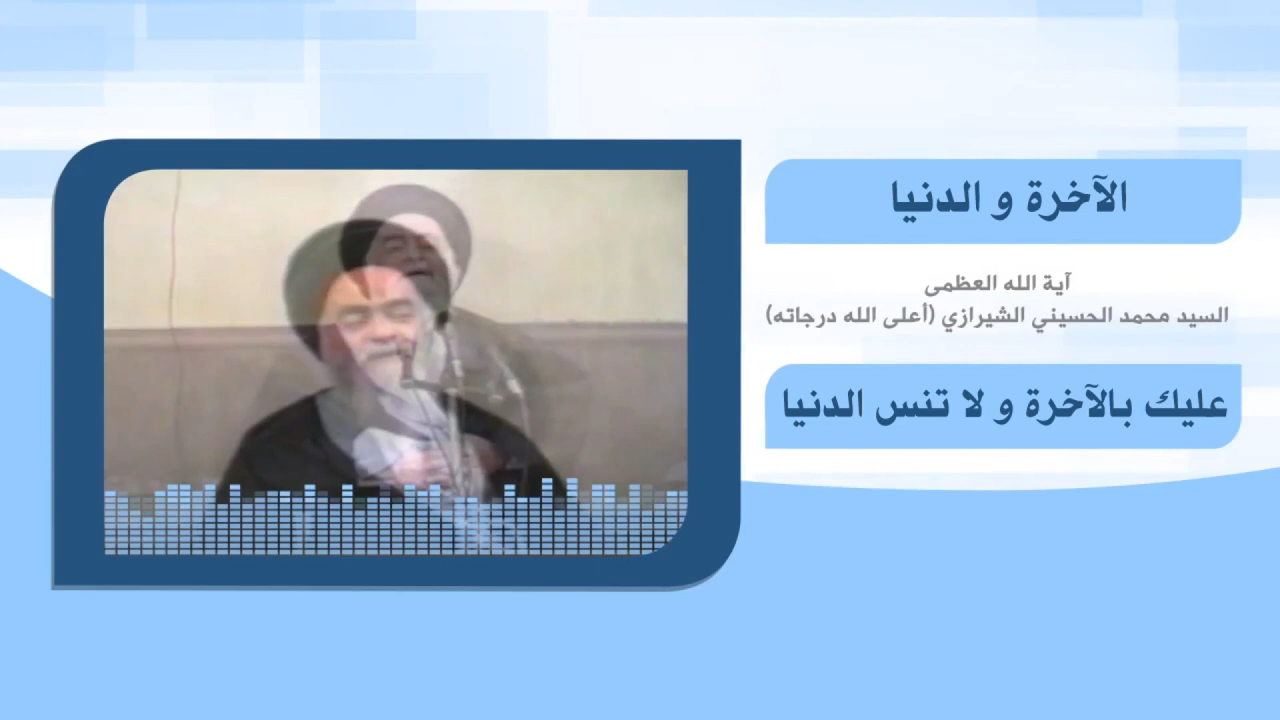 الآخرة و الدنيا
آية الله العظمى
السيد محمد الحسيني الشيرازي (أعلى الله درجاته)
عليك بالآخرة و لا تنس الدنيا